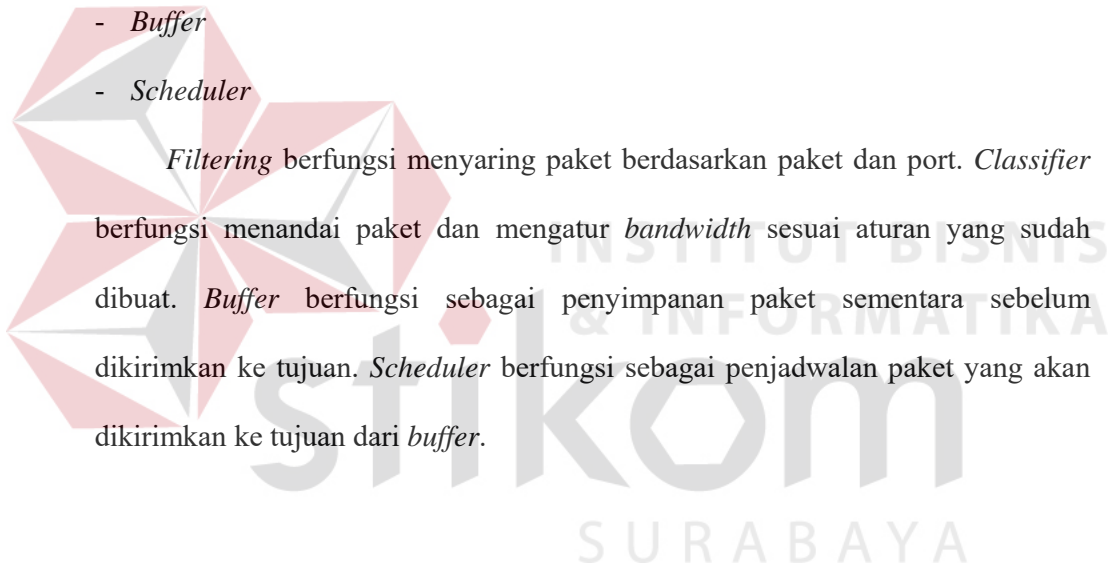 - Buffer
- Scheduler
Filtering berfungsi menyaring paket berdasarkan paket dan port. Classifier
berfungsi menandai paket dan mengatur bandwidth sesuai aturan yang sudah
dibuat. Buffer berfungsi sebagai penyimpanan paket sementara sebelum
dikirimkan ke tujuan. Scheduler berfungsi sebagai penjadwalan paket yang akan
dikirimkan ke tujuan dari buffer.
INSTITUT BISNIS
& INFORMATIKA
stikom
SURABAYA